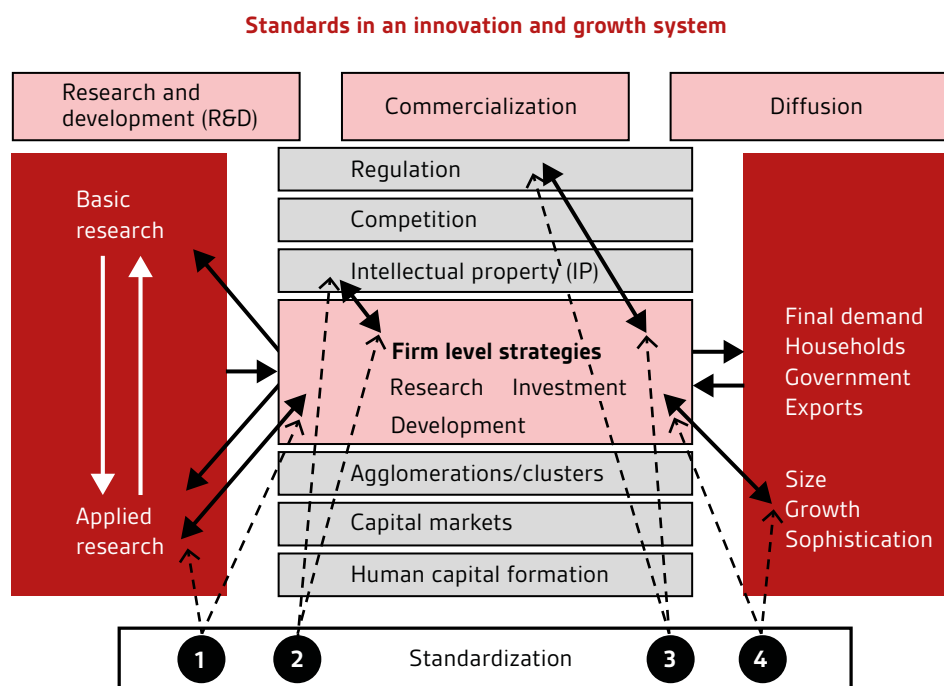 Standards in an innovation and growth system
Research and
development (R&D)
Commercialization
Diffusion
Basic
research
Applied
research
Regulation
Competition
Intellectual property (IP)
Firm level strategies
Research Investment
Development
Agglomerations/clusters
Capital markets
Human capital formation
Final demand
Households
Government
Exports
Size
Growth
Sophistication
1 2 Standardization 3 4